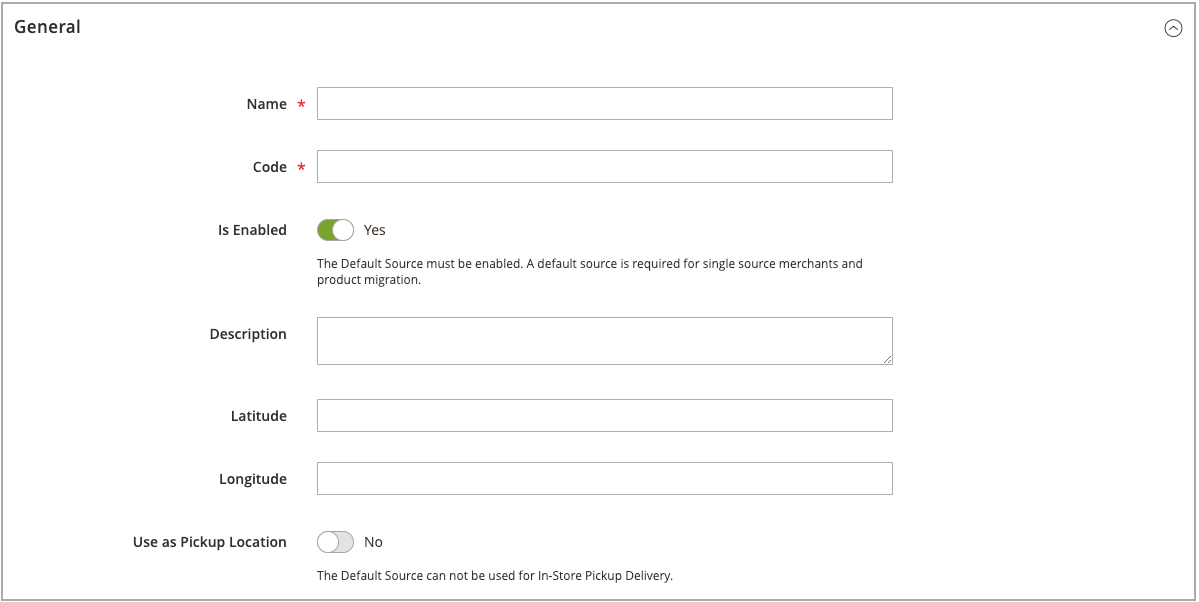 General
Name *
Code *
Is Enabled Yes
The Default Source must be enabled. A default source is required for single source merchants and
product migration.
Description
Latitude
Longitude
Use as Pickup Location No
The Default Source can not be used for In-Store Pickup Delivery.